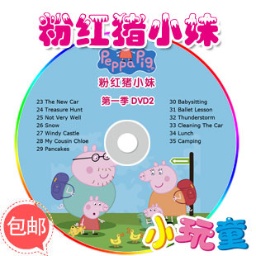 粉红猪小妹
Peppa Pig
粉红猪小妹
第一季 DVD2
23 The New Car
24 Treasure Hunt
25 Not Very Well
26 Snow
27 Windy Castle
28 My Cousin Chloe
29 Pancakes
30 Babysitting
31 Ballet Lesson
32 Thunderstorm
33 Cleaning The Car
34 Lunch
35 Camping
包邮
小玩童